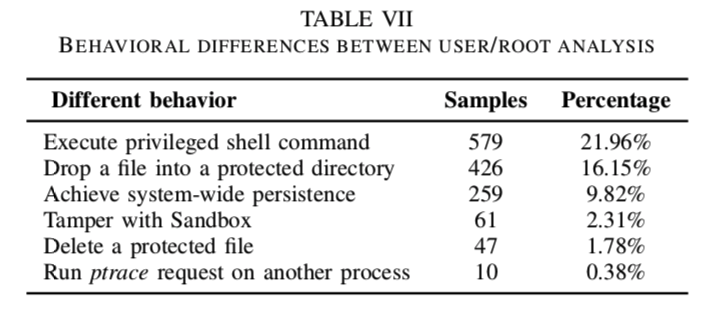 TABLE VII
BEHAVIORAL DIFFERENCES BETWEEN USER/ROOT ANALYSIS
Different behavior Samples Percentage
Execute privileged shell command 579 21.96%
Drop a file into a protected directory 426 16.15%
Achieve system-wide persistence 259 9.82%
Tamper with Sandbox 61 2.31%
Delete a protected file 47 1.78%
Run ptrace request on another process 10 0.38%